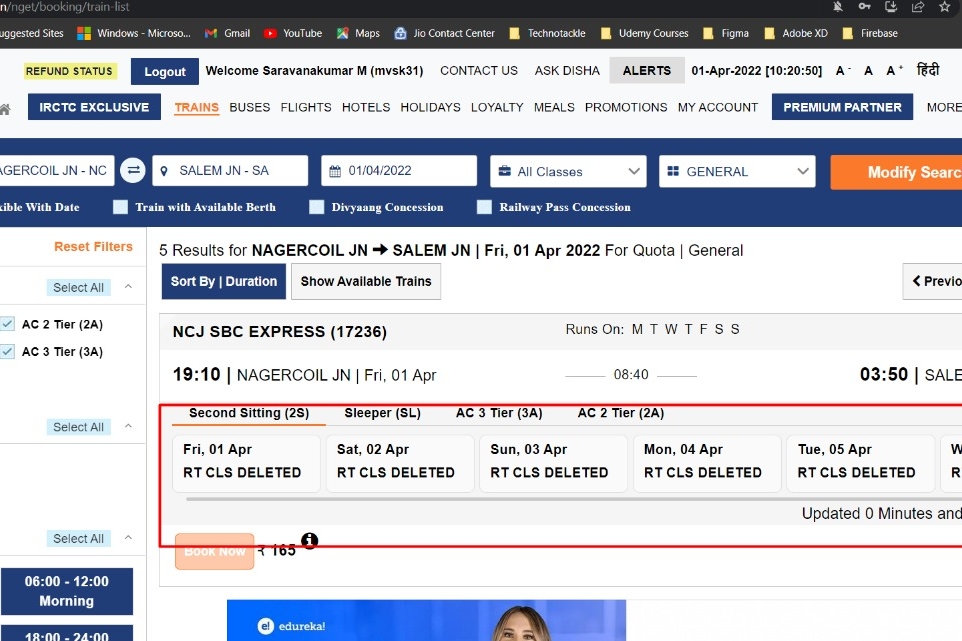 n/nget/booking/train-list
uggested Sites Windows - Microso... Gmail YouTube Maps Jio Contact Center Technotackle Udemy Courses Figma Adobe XD Firebase
REFUND STATUS Logout Welcome Saravanakumar M (mvsk31) CONTACT US ASK DISHA ALERTS 01-Apr-2022 [10:20:50] A - A A + हिंदी
IRCTC EXCLUSIVE TRAINS BUSES FLIGHTS HOTELS HOLIDAYS LOYALTY MEALS PROMOTIONS MY ACCOUNT PREMIUM PARTNER MORE
AGERCOIL JN - NC SALEM JN - SA 01/04/2022 All Classes GENERAL Modify Searc
xible With Date Train with Available Berth Divyaang Concession Railway Pass Concession
Reset Filters
5 Results for NAGERCOIL JN ➔ SALEM JN | Fri, 01 Apr 2022 For Quota | General
Sort By | Duration Show Available Trains Previo
Select All
AC 2 Tier (2A)
AC 3 Tier (3A)
Select All
Select All
06:00 - 12:00
Morning
18:00 - 24:00
NCJ SBC EXPRESS (17236) Runs On: M T W T F S S
19:10 | NAGERCOIL JN | Fri, 01 Apr 08:40 03:50 | SALE
Second Sitting (2S) Sleeper (SL) AC 3 Tier (3A) AC 2 Tier (2A)
Fri, 01 Apr Sat, 02 Apr Sun, 03 Apr Mon, 04 Apr Tue, 05 Apr W
RT CLS DELETED RT CLS DELETED RT CLS DELETED RT CLS DELETED RT CLS DELETED R
Updated 0 Minutes and
Book Now ₹ 165
e! edureka!